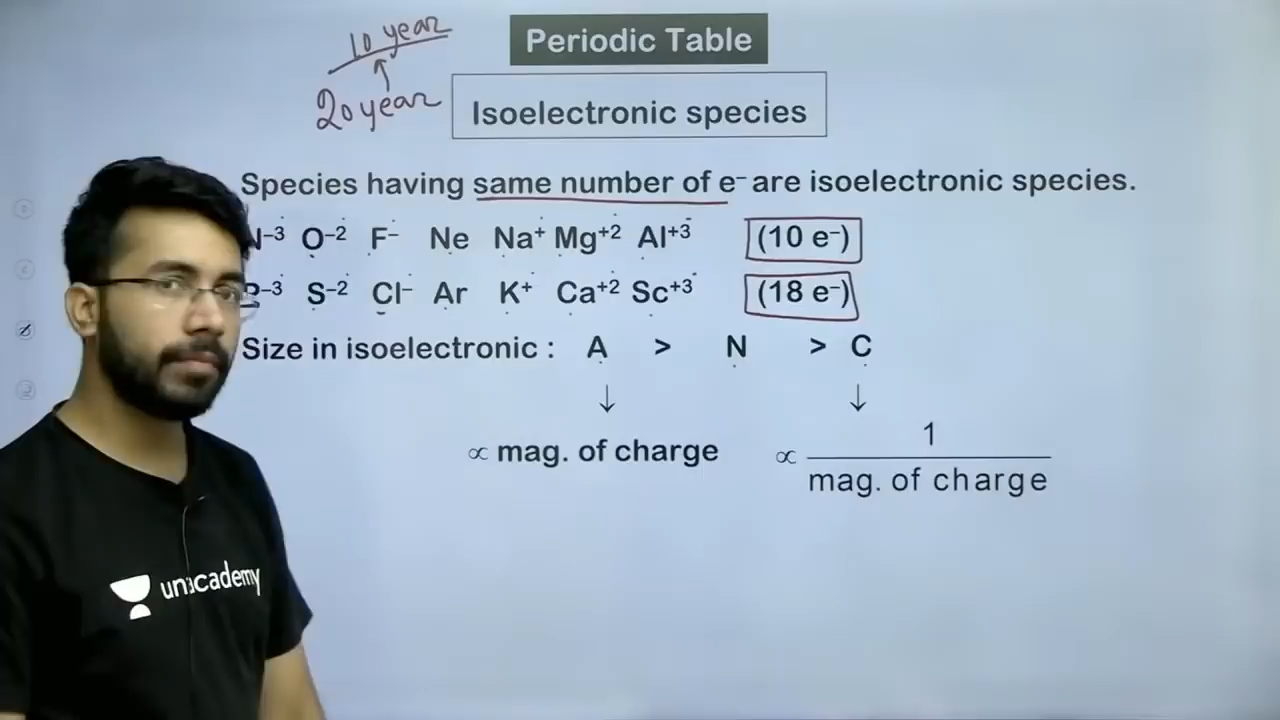 10 year
20 year
Periodic Table
Isoelectronic species
Species having same number of e⁻ are isoelectronic species.
N⁻³ O⁻² F⁻ Ne Na⁺ Mg⁺² Al⁺³ (10 e⁻)
P⁻³ S⁻² Cl⁻ Ar K⁺ Ca⁺² Sc⁺³ (18 e⁻)
Size in isoelectronic : A > N > C
↓ ↓
∝ mag. of charge ∝ 1
mag. of charge
unacademy